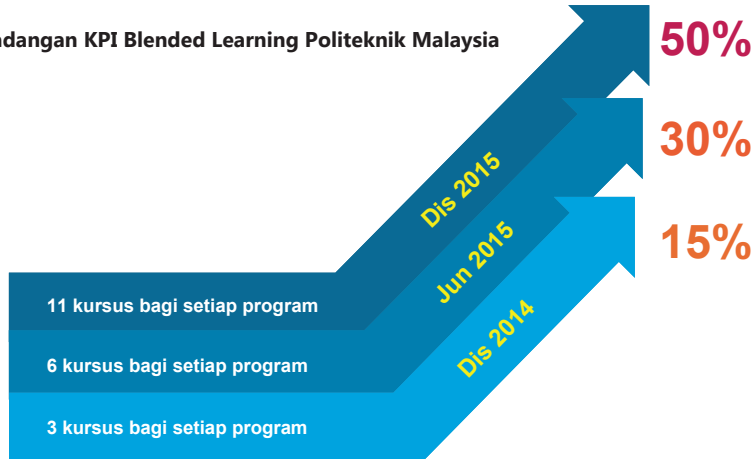 KPI Blended Learning Politeknik Malaysia
50%
30%
15%
Dis 2015
Jun 2015
Dis 2014
11 kursus bagi setiap program
6 kursus bagi setiap program
3 kursus bagi setiap program